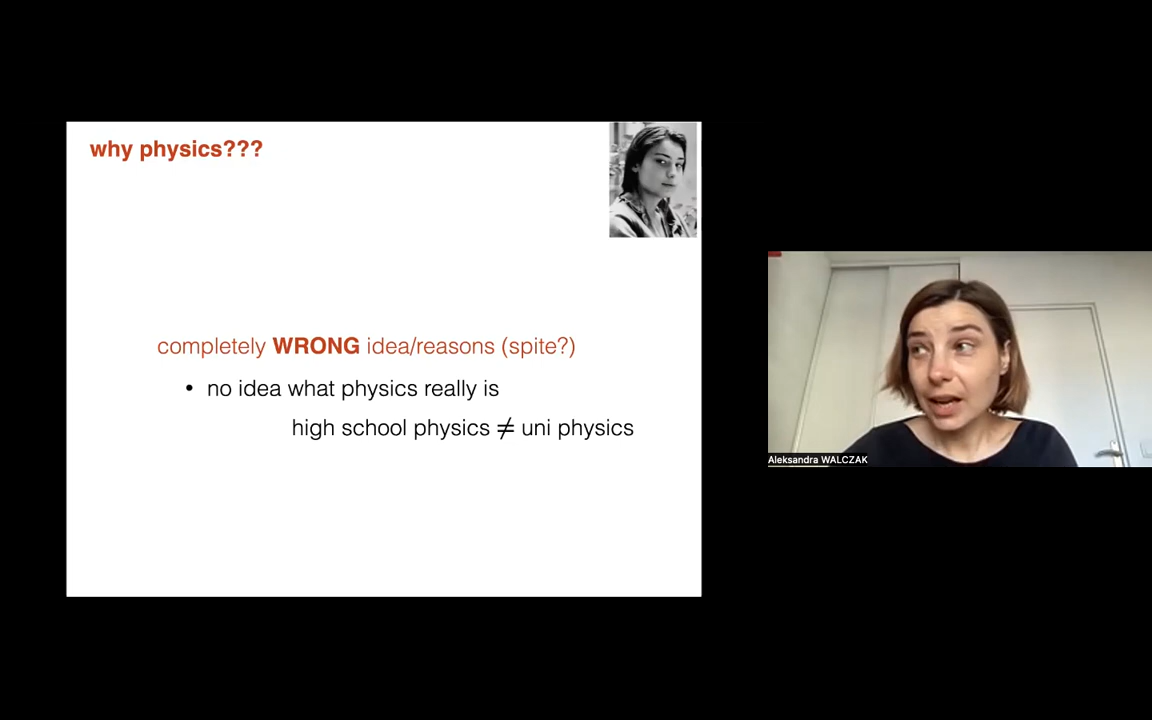 why physics???
completely WRONG idea/reasons (spite?)
• no idea what physics really is
high school physics ≠ uni physics
Aleksandra WALCZAK